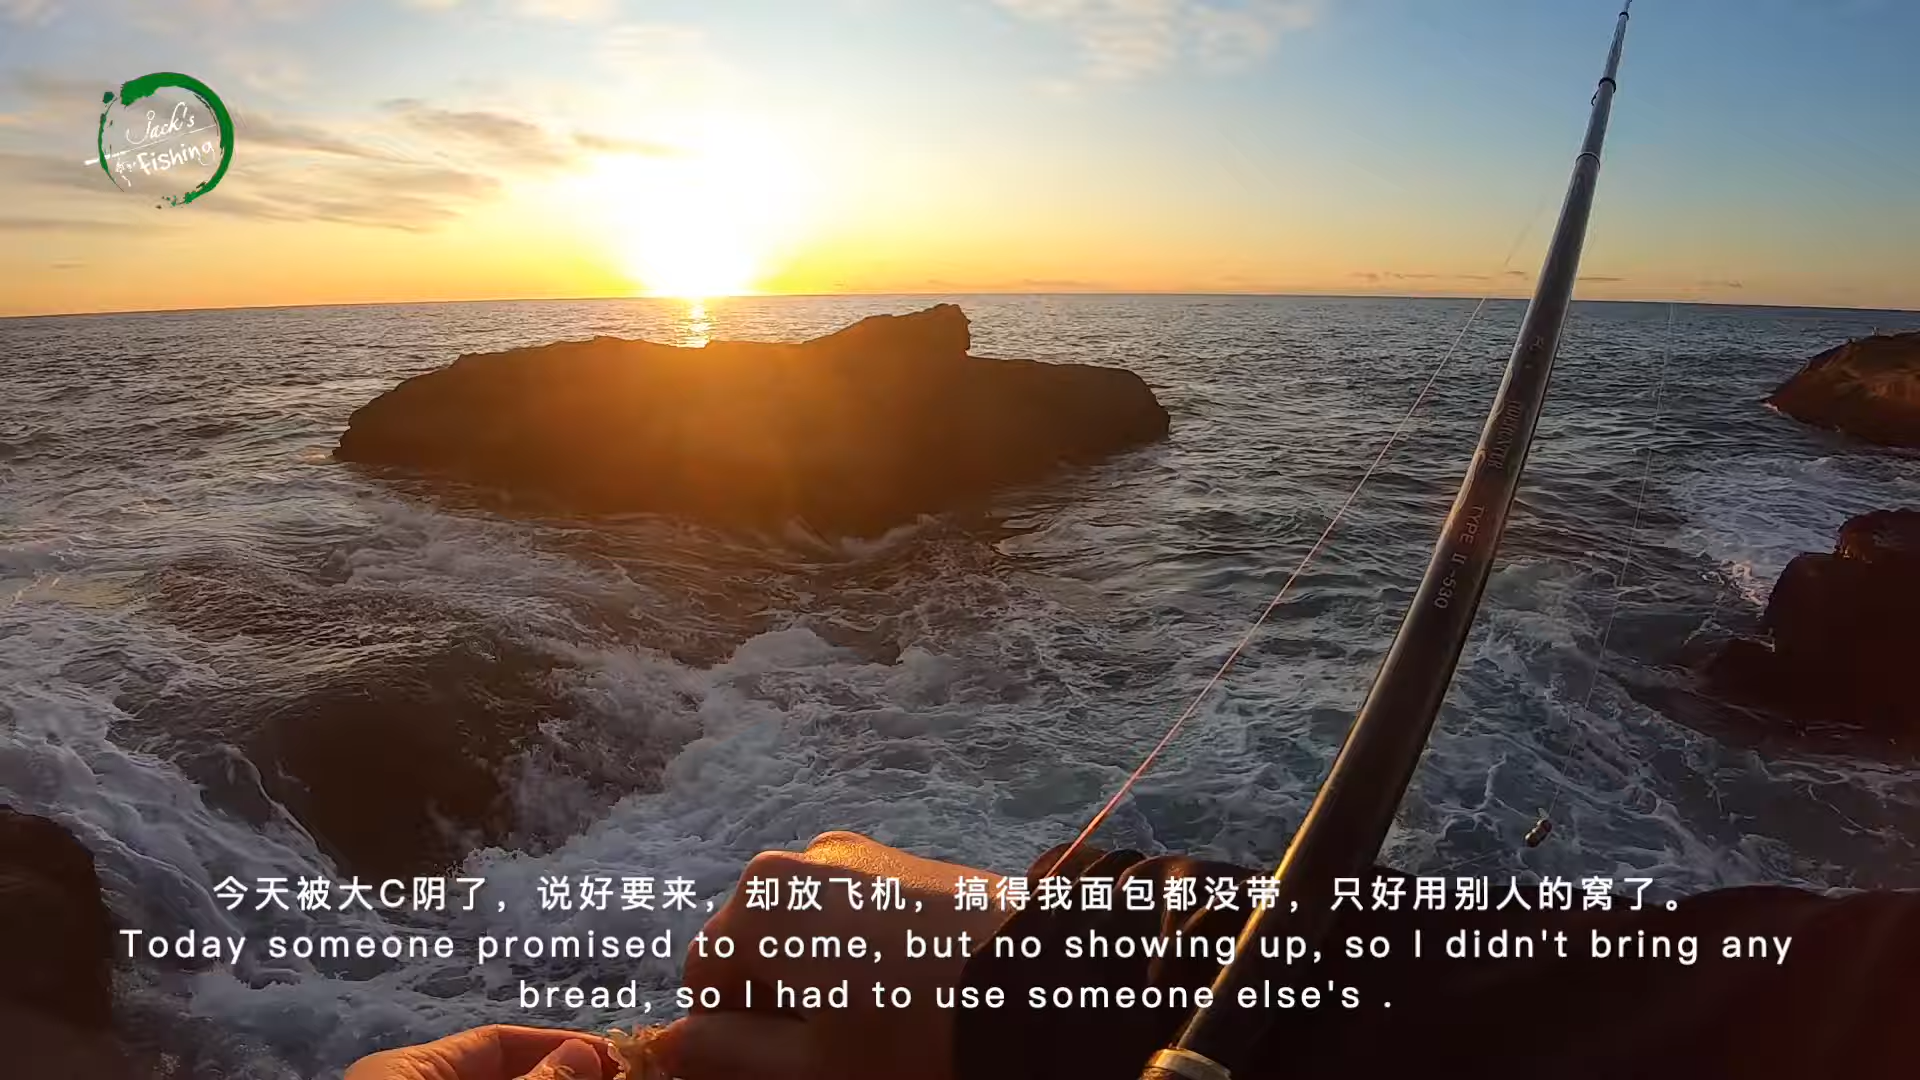 Jack's
Fishing
TYPE II-530
今天被大C阴了，说好要来，却放飞机，搞得我面包都没带，只好用别人的窝了。
Today someone promised to come, but no showing up, so I didn't bring any
bread, so I had to use someone else's .